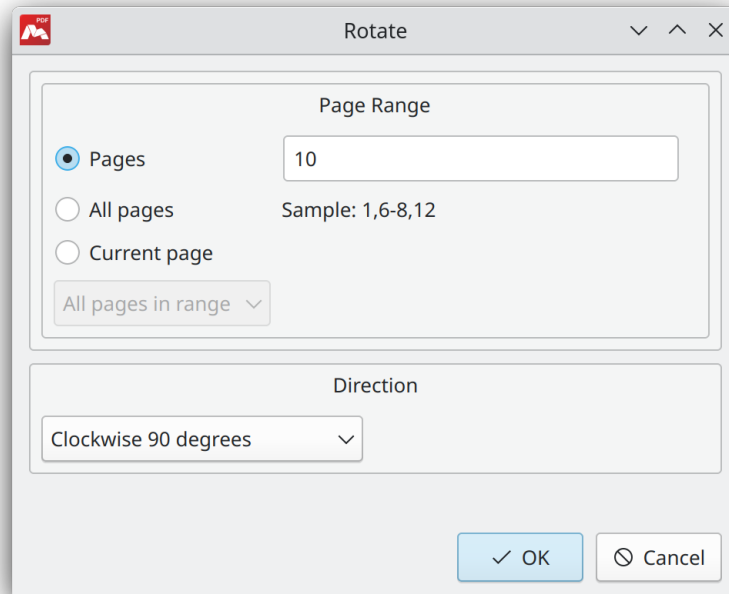 PDF
Rotate
Page Range
Pages
10
All pages
Sample: 1,6-8,12
Current page
All pages in range
Direction
Clockwise 90 degrees
OK
Cancel